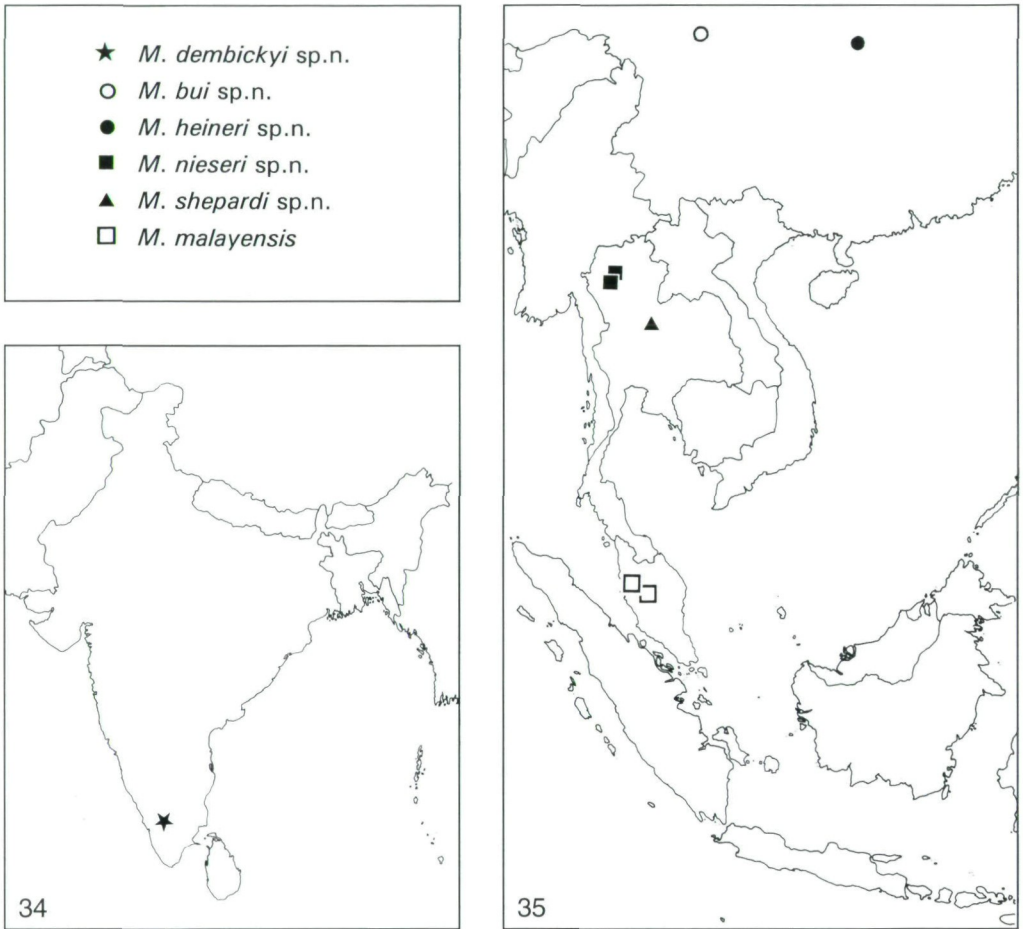 M. dembickyi sp.n.
M. bui sp.n.
M. heineri sp.n.
M. nieseri sp.n.
M. shepardi sp.n.
M. malayensis
34
35